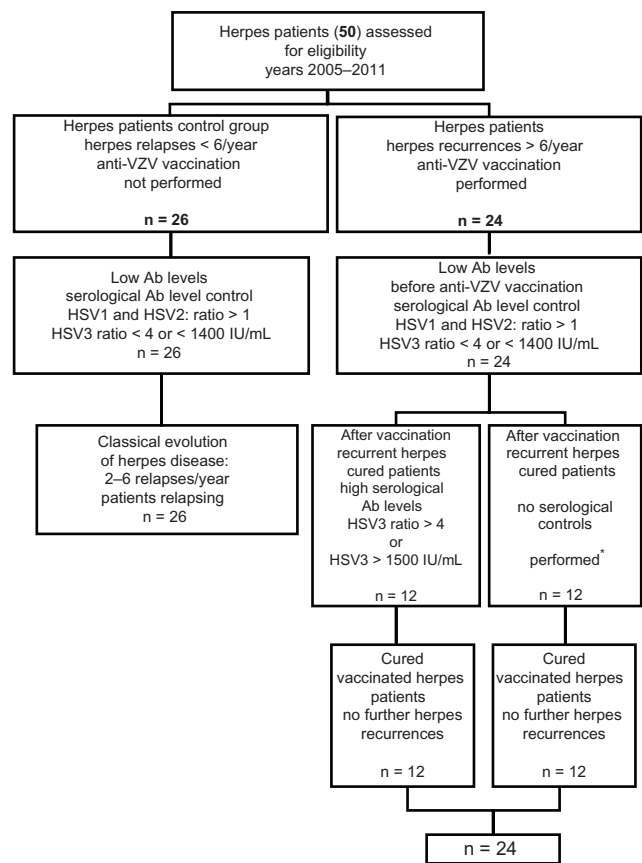 Herpes patients (50) assessed
for eligibility
years 2005–2011
Herpes patients control group
herpes relapses < 6/year
anti-VZV vaccination
not performed
n = 26
Herpes patients
herpes recurrences > 6/year
anti-VZV vaccination
performed
n = 24
Low Ab levels
serological Ab level control
HSV1 and HSV2: ratio > 1
HSV3 ratio < 4 or < 1400 IU/mL
n = 26
Low Ab levels
before anti-VZV vaccination
serological Ab level control
HSV1 and HSV2: ratio > 1
HSV3 ratio < 4 or < 1400 IU/mL
n = 24
Classical evolution
of herpes disease:
2–6 relapses/year
patients relapsing
n = 26
After vaccination
recurrent herpes
cured patients
high serological
Ab levels
HSV3 ratio > 4
or
HSV3 > 1500 IU/mL
n = 12
After vaccination
recurrent herpes
cured patients
no serological
controls
performed*
n = 12
Cured
vaccinated herpes
patients
no further herpes
recurrences
n = 12
Cured
vaccinated herpes
patients
no further herpes
recurrences
n = 12
n = 24